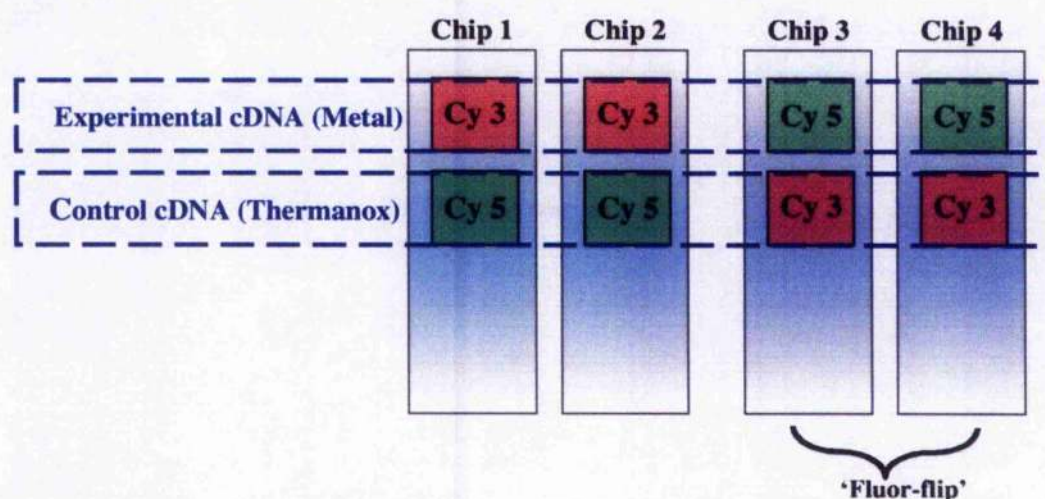 Chip 1 Chip 2 Chip 3 Chip 4
Experimental cDNA (Metal) Cy 3 Cy 3 Cy 5 Cy 5
Control cDNA (Thermanox) Cy 5 Cy 5 Cy 3 Cy 3
‘Fluor-flip’